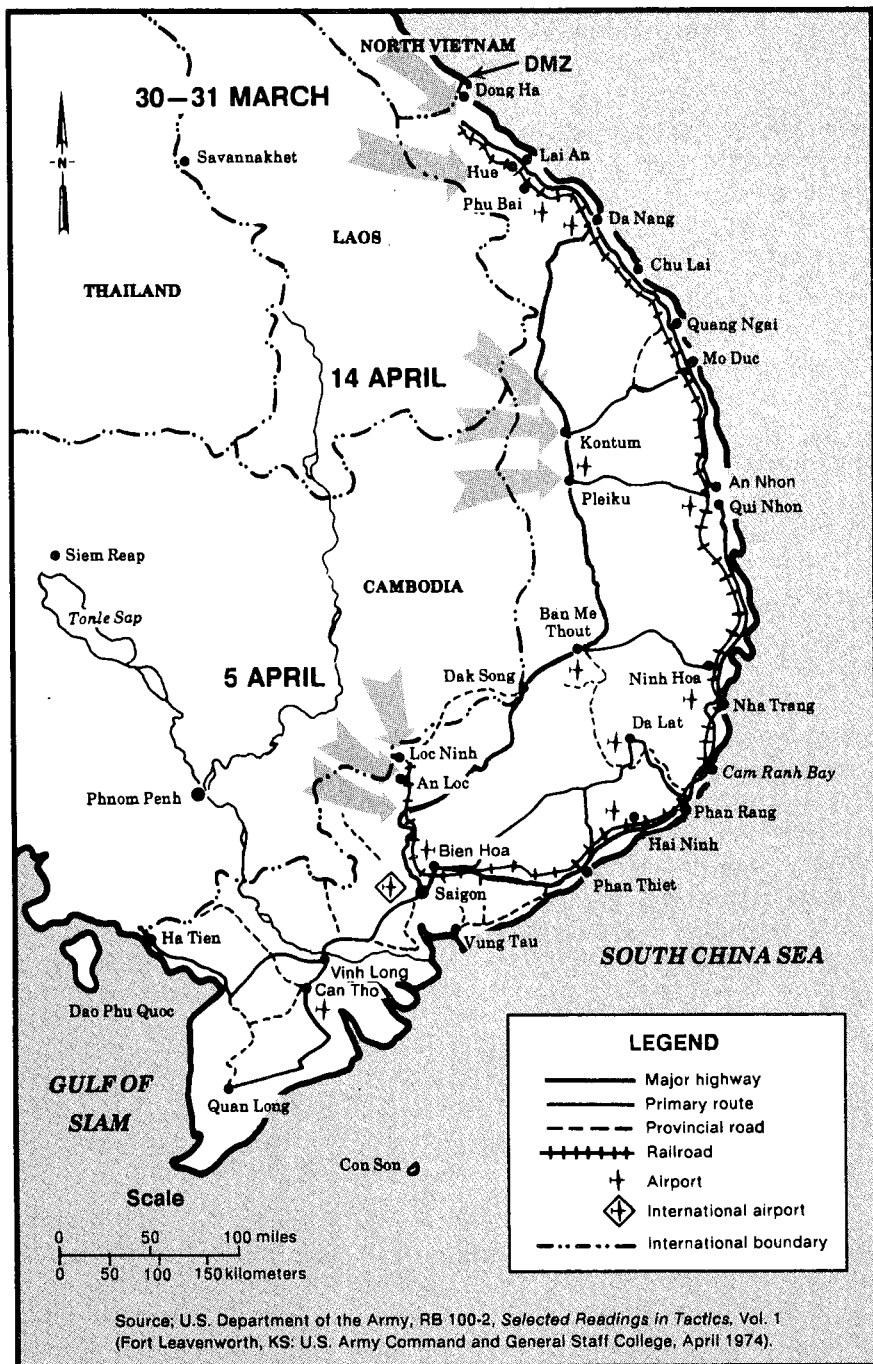 NORTH VIETNAM
DMZ
30–31 MARCH
Dong Ha
N
Savannakhet
Lai An
Hue
Phu Bai
LAOS
Da Nang
THAILAND
Chu Lai
Quang Ngai
Mo Duc
14 APRIL
Kontum
Pleiku
An Nhon
Qui Nhon
Siem Reap
CAMBODIA
Tonle Sap
Ban Me
Thout
5 APRIL
Dak Song
Ninh Hoa
Nha Trang
Da Lat
Loc Ninh
Cam Ranh Bay
An Loc
Phnom Penh
Phan Rang
Hai Ninh
Bien Hoa
Saigon
Phan Thiet
Ha Tien
Vung Tau
SOUTH CHINA SEA
Vinh Long
Can Tho
Dao Phu Quoc
GULF OF
SIAM
Quan Long
Con Son
LEGEND
Major highway
Primary route
Provincial road
Railroad
Airport
International airport
International boundary
Scale
0 50 100 miles
0 50 100 150 kilometers
Source; U.S. Department of the Army, RB 100-2, Selected Readings in Tactics, Vol. 1
(Fort Leavenworth, KS: U.S. Army Command and General Staff College, April 1974).